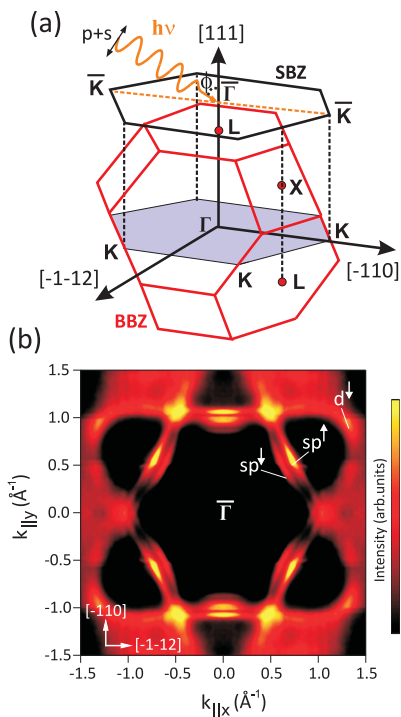 (a)
p+s
hν
[111]
SBZ
ϕ
K̅
Γ̅
K̅
L
X
Γ
K
K
K
L
[-1-12]
[-110]
BBZ
(b)
1.5
1.0
0.5
0.0
-0.5
-1.0
-1.5
k||y (Å⁻¹)
d↓
sp↑
sp↓
Γ̅
[-110]
[-1-12]
-1.5 -1.0 -0.5 0.0 0.5 1.0 1.5
k||x (Å⁻¹)
Intensity (arb.units)